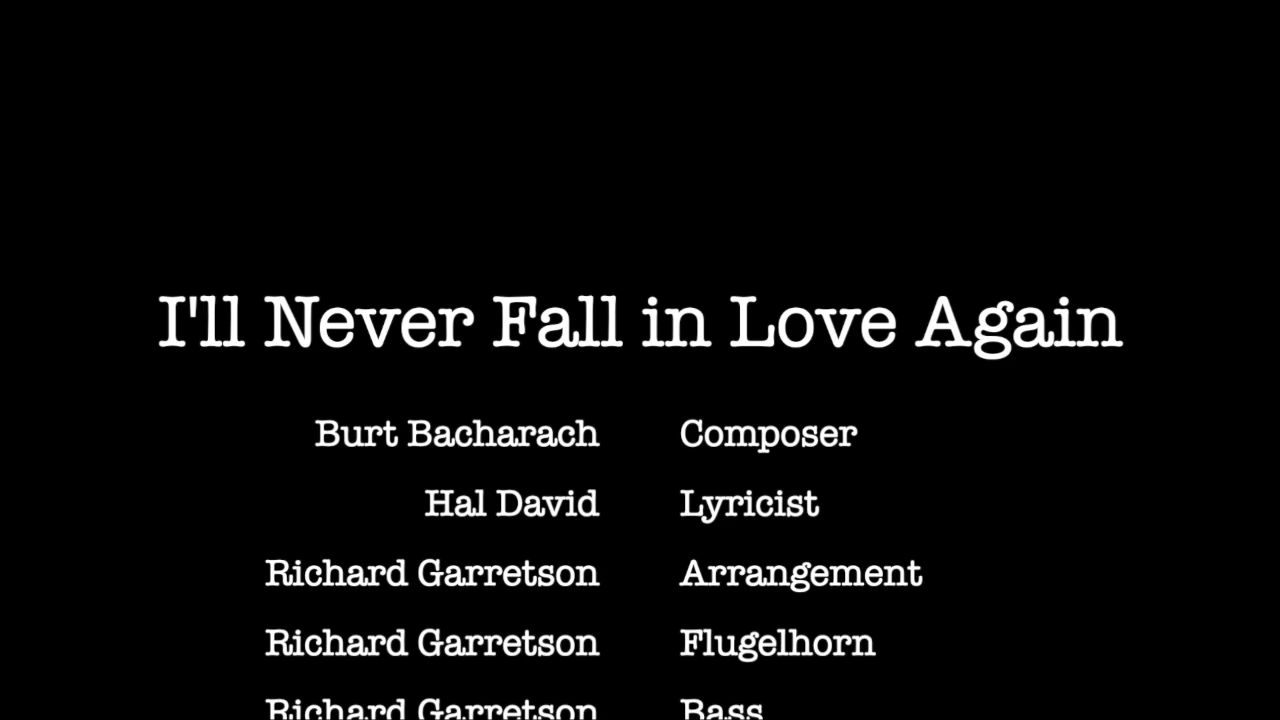 I'll Never Fall in Love Again
Burt Bacharach Composer
Hal David Lyricist
Richard Garretson Arrangement
Richard Garretson Flugelhorn
Richard Garretson Bass